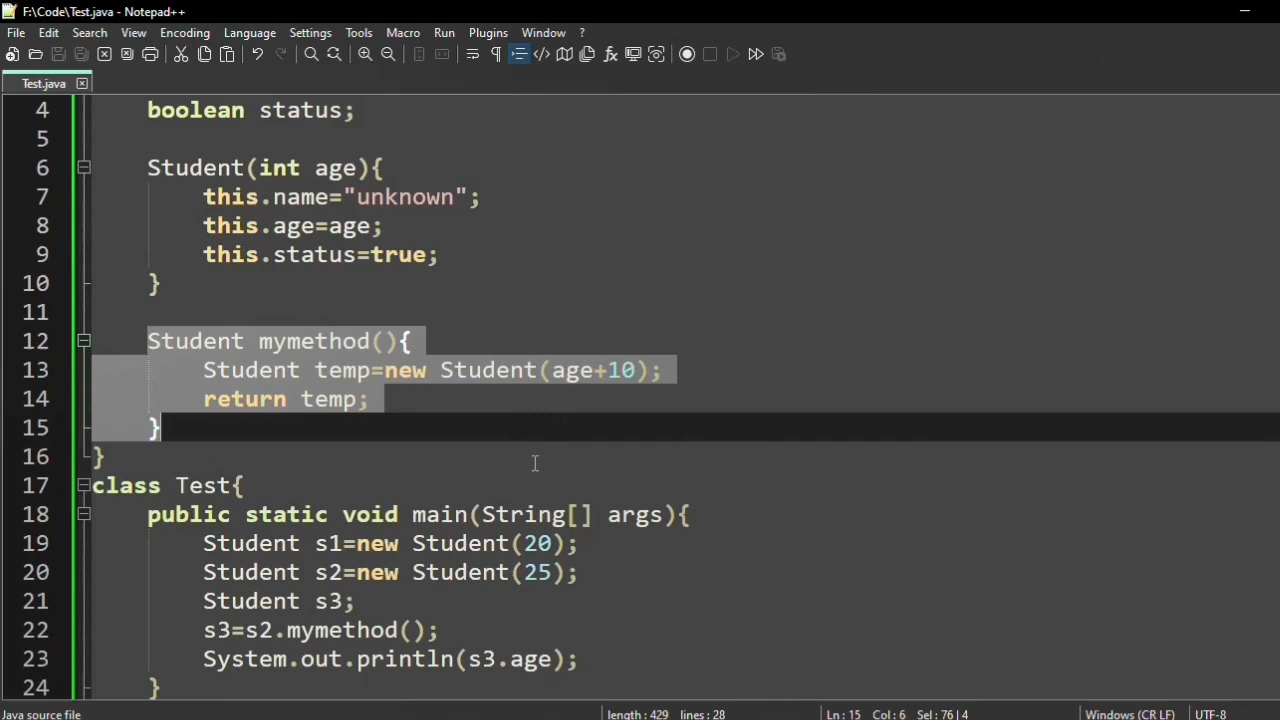 F:\Code\Test.java - Notepad++
File Edit Search View Encoding Language Settings Tools Macro Run Plugins Window ?
Test.java
4 boolean status;
5
6 Student(int age){
7 this.name="unknown";
8 this.age=age;
9 this.status=true;
10 }
11
12 Student mymethod(){
13 Student temp=new Student(age+10);
14 return temp;
15 }
16 }
17 class Test{
18 public static void main(String[] args){
19 Student s1=new Student(20);
20 Student s2=new Student(25);
21 Student s3;
22 s3=s2.mymethod();
23 System.out.println(s3.age);
24 }
Java source file length : 429 lines : 28 Ln : 15 Col : 6 Sel : 76 | 4 Windows (CR LF) UTF-8